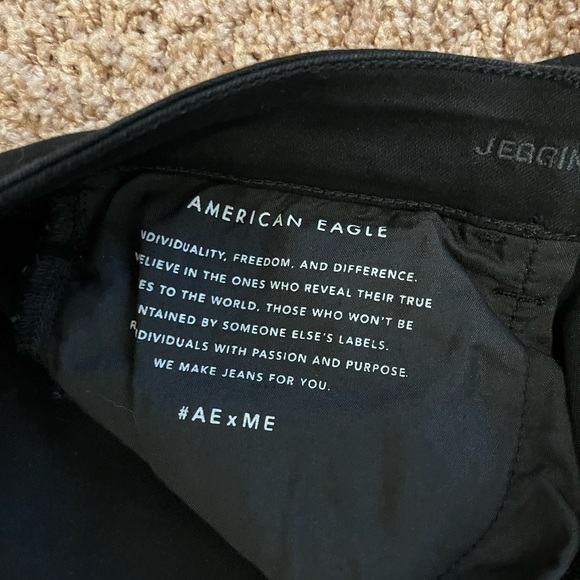 JEGGIN
AMERICAN EAGLE
NDIVIDUALITY, FREEDOM, AND DIFFERENCE.
ELIEVE IN THE ONES WHO REVEAL THEIR TRUE
ES TO THE WORLD, THOSE WHO WON'T BE
NTAINED BY SOMEONE ELSE'S LABELS.
R DIVIDUALS WITH PASSION AND PURPOSE.
WE MAKE JEANS FOR YOU.
#AExME